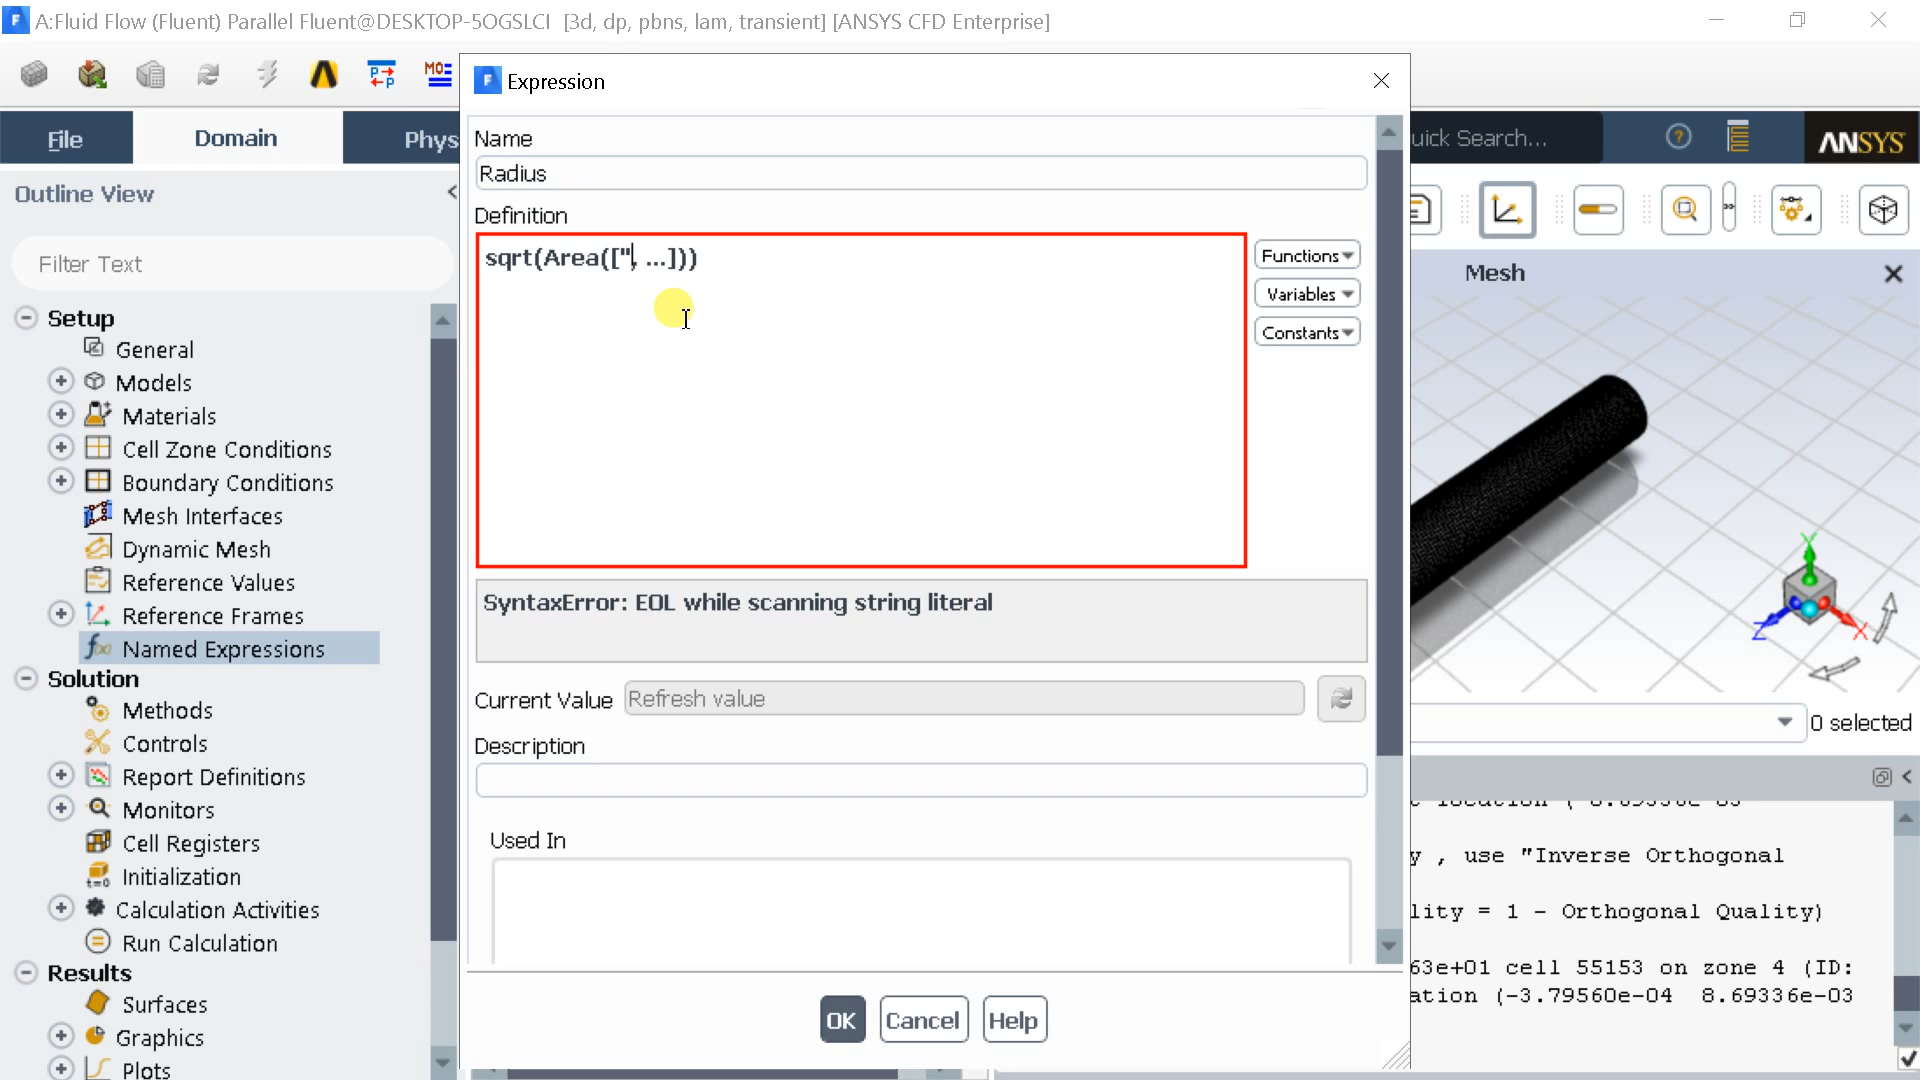 A:Fluid Flow (Fluent) Parallel Fluent@DESKTOP-5OGSLCI [3d, dp, pbns, lam, transient] [ANSYS CFD Enterprise]
Expression
File
Domain
Phys
uick Search...
ANSYS
Outline View
Filter Text
Setup
General
Models
Materials
Cell Zone Conditions
Boundary Conditions
Mesh Interfaces
Dynamic Mesh
Reference Values
Reference Frames
Named Expressions
Solution
Methods
Controls
Report Definitions
Monitors
Cell Registers
Initialization
Calculation Activities
Run Calculation
Results
Surfaces
Graphics
Plots
Name
Radius
Definition
sqrt(Area([", ...]))
Functions
Variables
Constants
SyntaxError: EOL while scanning string literal
Current Value
Refresh value
Description
Used In
OK
Cancel
Help
Mesh
Y
Z
X
0 selected
y , use "Inverse Orthogonal
lity = 1 - Orthogonal Quality)
63e+01 cell 55153 on zone 4 (ID:
ation (-3.79560e-04 8.69336e-03